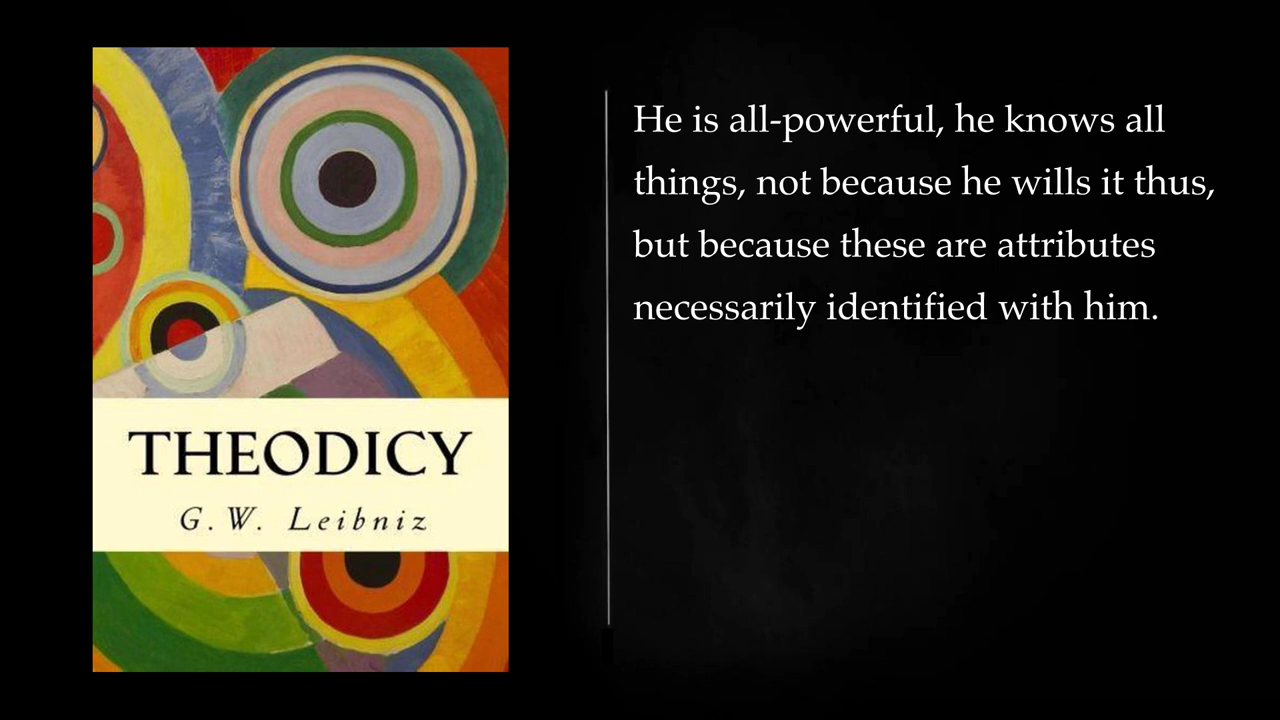 THEODICY
G. W. Leibniz
He is all-powerful, he knows all
things, not because he wills it thus,
but because these are attributes
necessarily identified with him.